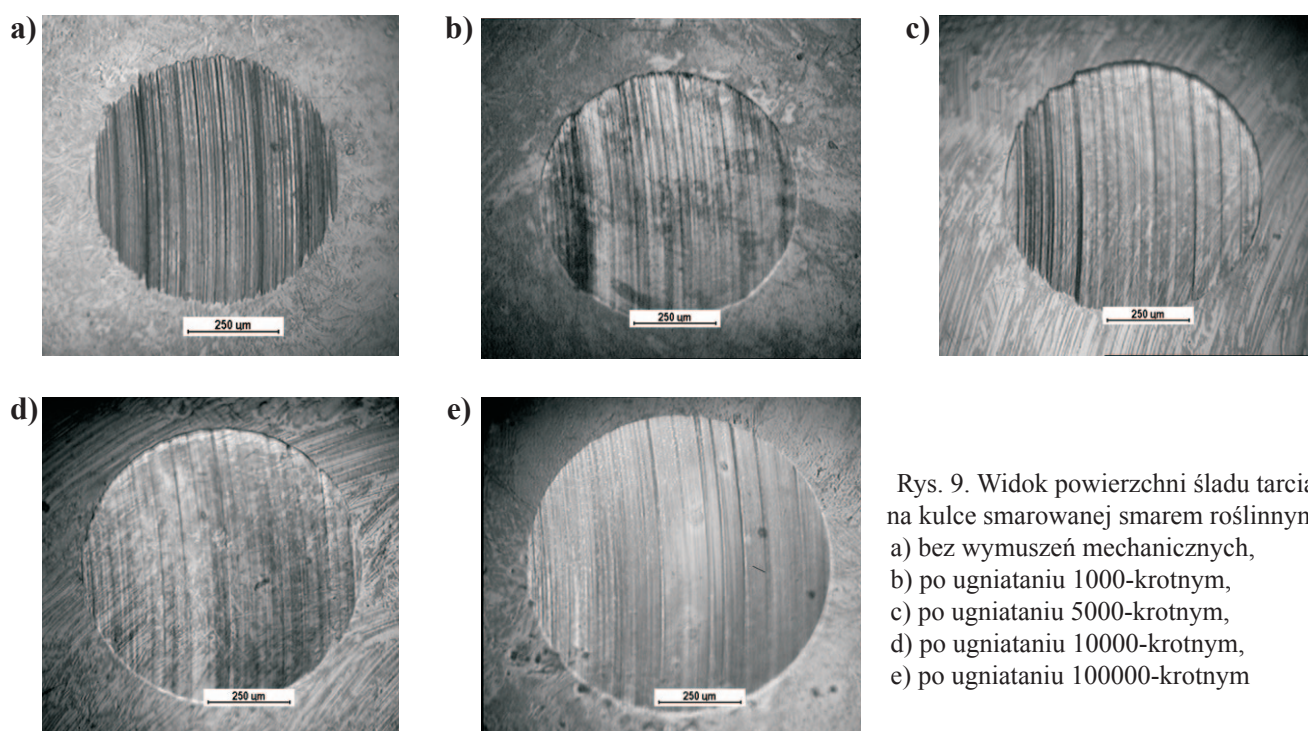 a)
b)
c)
250 µm
250 µm
250 µm
d)
e)
250 µm
250 µm
Rys. 9. Widok powierzchni śladu tarcia
na kulce smarowanej smarem roślinnym
a) bez wymuszeń mechanicznych,
b) po ugniataniu 1000-krotnym,
c) po ugniataniu 5000-krotnym,
d) po ugniataniu 10000-krotnym,
e) po ugniataniu 100000-krotnym